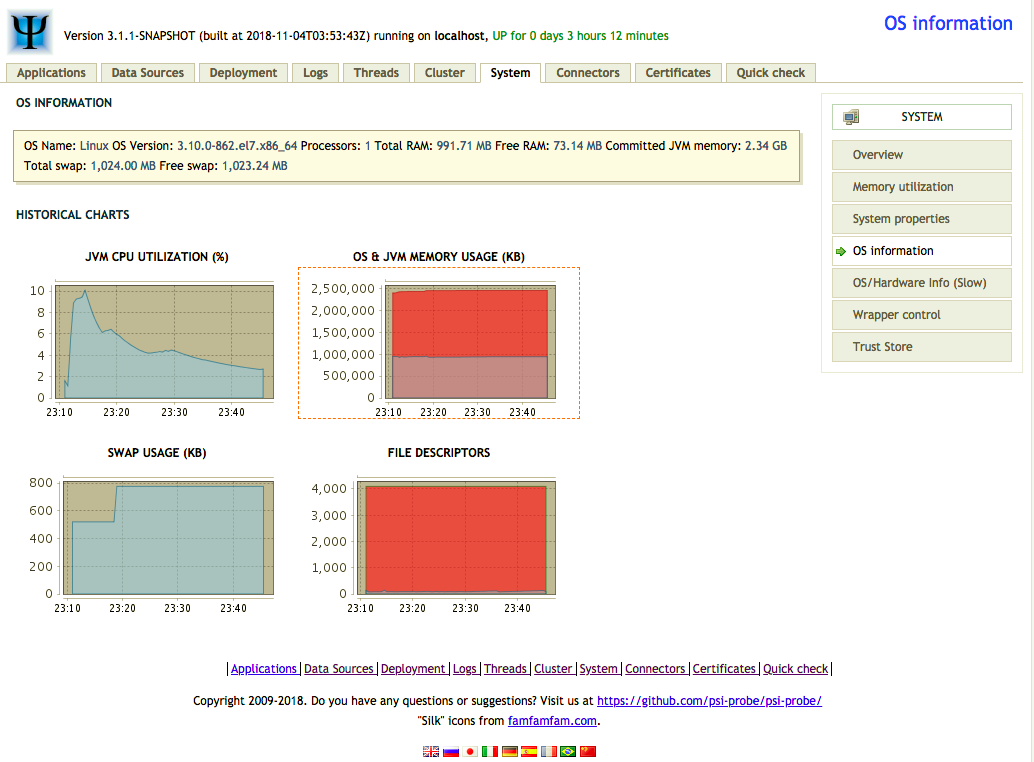 Ψ
OS information
Version 3.1.1-SNAPSHOT (built at 2018-11-04T03:53:43Z) running on localhost, UP for 0 days 3 hours 12 minutes
Applications Data Sources Deployment Logs Threads Cluster System Connectors Certificates Quick check
OS INFORMATION
OS Name: Linux OS Version: 3.10.0-862.el7.x86_64 Processors: 1 Total RAM: 991.71 MB Free RAM: 73.14 MB Committed JVM memory: 2.34 GB
Total swap: 1,024.00 MB Free swap: 1,023.24 MB
HISTORICAL CHARTS
JVM CPU UTILIZATION (%)
10
8
6
4
2
0
23:10 23:20 23:30 23:40
OS & JVM MEMORY USAGE (KB)
2,500,000
2,000,000
1,500,000
1,000,000
500,000
0
23:10 23:20 23:30 23:40
SWAP USAGE (KB)
800
600
400
200
0
23:10 23:20 23:30 23:40
FILE DESCRIPTORS
4,000
3,000
2,000
1,000
0
23:10 23:20 23:30 23:40
SYSTEM
Overview
Memory utilization
System properties
OS information
OS/Hardware Info (Slow)
Wrapper control
Trust Store
|Applications |Data Sources |Deployment |Logs |Threads |Cluster |System |Connectors |Certificates |Quick check|
Copyright 2009-2018. Do you have any questions or suggestions? Visit us at https://github.com/psi-probe/psi-probe/
"Silk" icons from famfamfam.com.